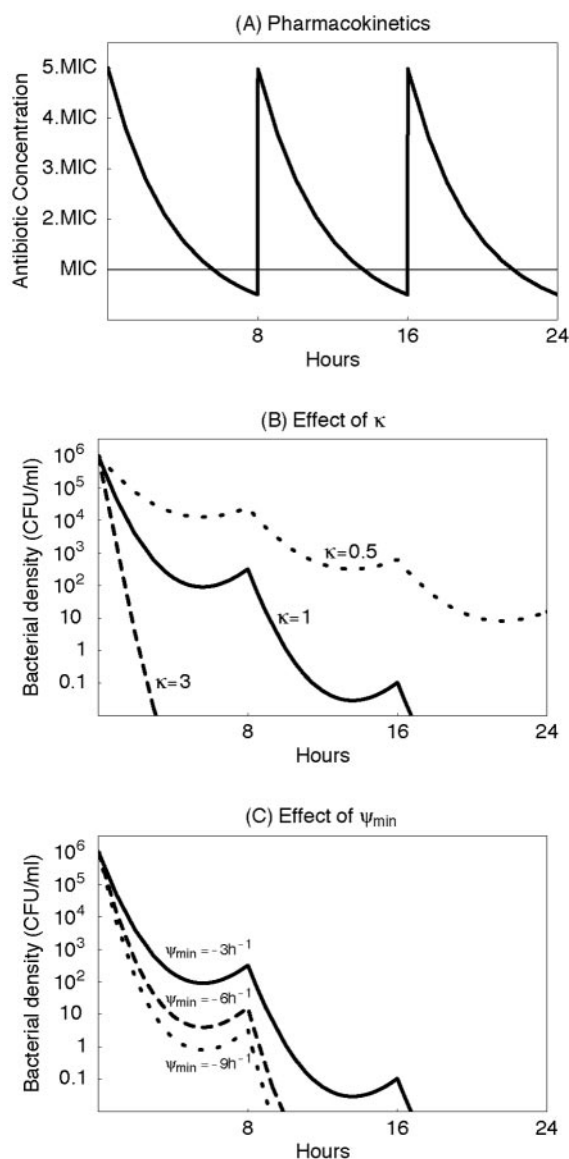 (A) Pharmacokinetics
Antibiotic Concentration
5.MIC
4.MIC
3.MIC
2.MIC
MIC
8
16
24
Hours
(B) Effect of κ
Bacterial density (CFU/ml)
10⁶
10⁵
10⁴
10³
10²
10
1
0.1
κ=0.5
κ=1
κ=3
8
16
24
Hours
(C) Effect of ψmin
Bacterial density (CFU/ml)
10⁶
10⁵
10⁴
10³
10²
10
1
0.1
ψmin = −3h⁻¹
ψmin = −6h⁻¹
ψmin = −9h⁻¹
8
16
24
Hours